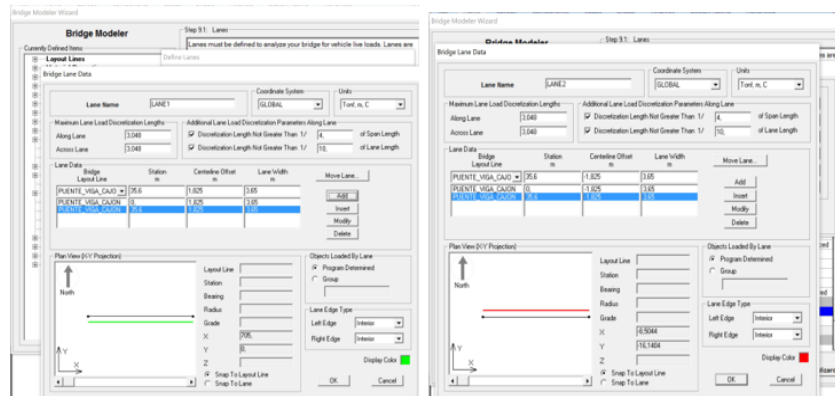 Bridge Modeler Wizard
Bridge Modeler
Step 9.1: Lanes
Lanes must be defined to analyze your bridge for vehicle live loads. Lanes are
Currently Defined Items
Layout Lines
Define Lanes
Bridge Lane Data
Coordinate System
Units
Lane Name
LANE1
GLOBAL
Tonf, m, C
Maximum Lane Load Discretization Lengths
Additional Lane Load Discretization Parameters Along Lane
Along Lane
3,048
Discretization Length Not Greater Than 1/
4,
of Span Length
Across Lane
3,048
Discretization Length Not Greater Than 1/
10,
of Lane Length
Lane Data
Bridge Layout Line
Station m
Centerline Offset m
Lane Width m
Move Lane...
PUENTE_VIGA_CAJO
35.6
1,825
3,65
Add
PUENTE_VIGA_CAJON
0,
1,825
3,65
Insert
PUENTE_VIGA_CAJON
35.6
1,825
3,65
Modify
Delete
Plan View (X-Y Projection)
Objects Loaded By Lane
North
Layout Line
Program Determined
Station
Group
Bearing
Radius
Lane Edge Type
Grade
Left Edge
Interior
X
705,
Right Edge
Interior
Y
0,
Z
Display Color
Snap To Layout Line
Snap To Lane
OK
Cancel
Y
X
Bridge Modeler Wizard
Bridge Modeler
Step 9.1: Lanes
Bridge Lane Data
Coordinate System
Units
Lane Name
LANE2
GLOBAL
Tonf, m, C
Maximum Lane Load Discretization Lengths
Additional Lane Load Discretization Parameters Along Lane
Along Lane
3,048
Discretization Length Not Greater Than 1/
4,
of Span Length
Across Lane
3,048
Discretization Length Not Greater Than 1/
10,
of Lane Length
Lane Data
Bridge Layout Line
Station m
Centerline Offset m
Lane Width m
Move Lane...
PUENTE_VIGA_CAJO
35.6
-1,825
3,65
Add
PUENTE_VIGA_CAJON
0,
-1,825
3,65
Insert
PUENTE_VIGA_CAJON
35.6
-1,825
3,65
Modify
Delete
Plan View (X-Y Projection)
Objects Loaded By Lane
North
Layout Line
Program Determined
Station
Group
Bearing
Radius
Lane Edge Type
Grade
Left Edge
Interior
X
-8,5044
Right Edge
Interior
Y
-16,1404
Z
Display Color
Snap To Layout Line
Snap To Lane
OK
Cancel
Y
X